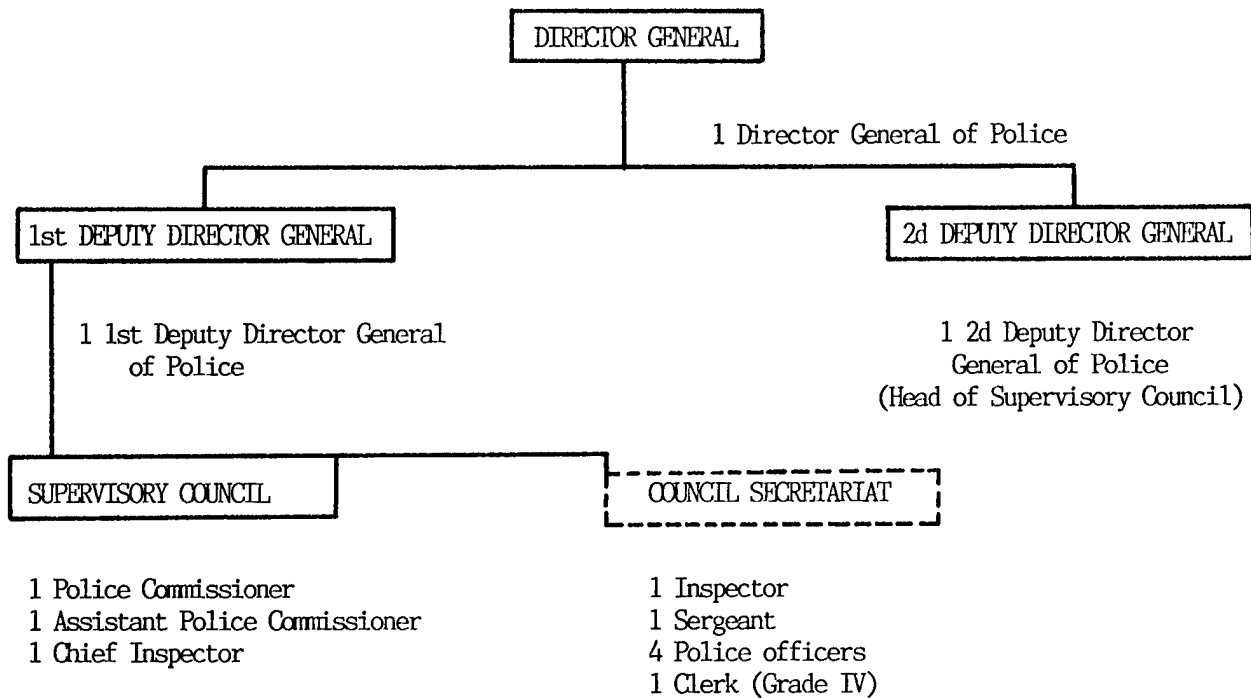 DIRECTOR GENERAL
1 Director General of Police
1st DEPUTY DIRECTOR GENERAL
2d DEPUTY DIRECTOR GENERAL
1 1st Deputy Director General
of Police
1 2d Deputy Director
General of Police
(Head of Supervisory Council)
SUPERVISORY COUNCIL
COUNCIL SECRETARIAT
1 Police Commissioner
1 Assistant Police Commissioner
1 Chief Inspector
1 Inspector
1 Sergeant
4 Police officers
1 Clerk (Grade IV)